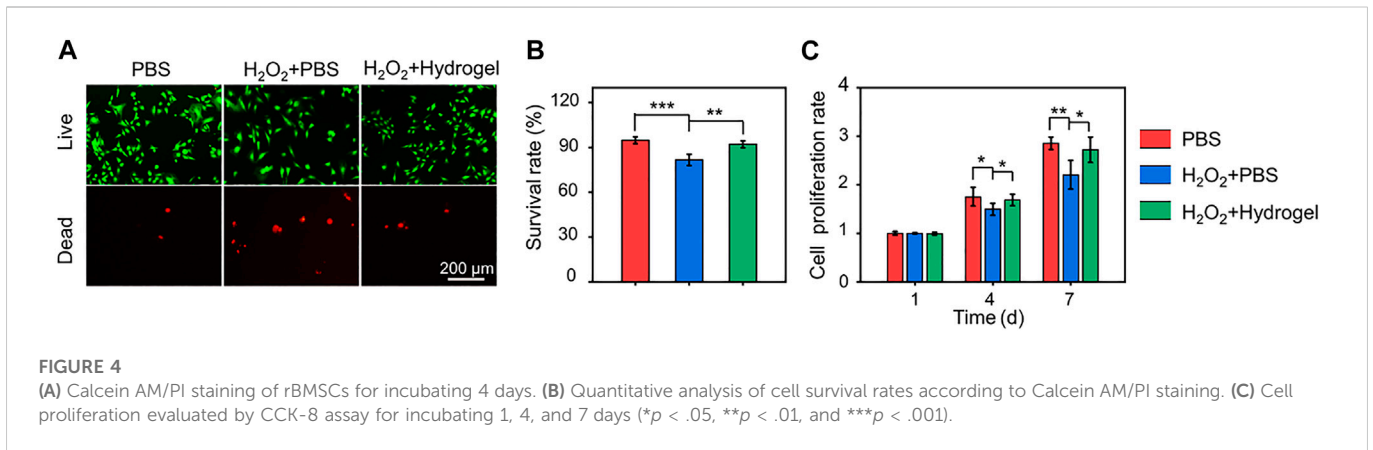 A
PBS
H₂O₂+PBS
H₂O₂+Hydrogel
Live
Dead
200 µm
B
Survival rate (%)
120
90
60
30
0
***
**
C
Cell proliferation rate
4
3
2
1
0
*
*
**
*
1
4
7
Time (d)
PBS
H₂O₂+PBS
H₂O₂+Hydrogel
FIGURE 4
(A) Calcein AM/PI staining of rBMSCs for incubating 4 days. (B) Quantitative analysis of cell survival rates according to Calcein AM/PI staining. (C) Cell
proliferation evaluated by CCK-8 assay for incubating 1, 4, and 7 days (*p < .05, **p < .01, and ***p < .001).